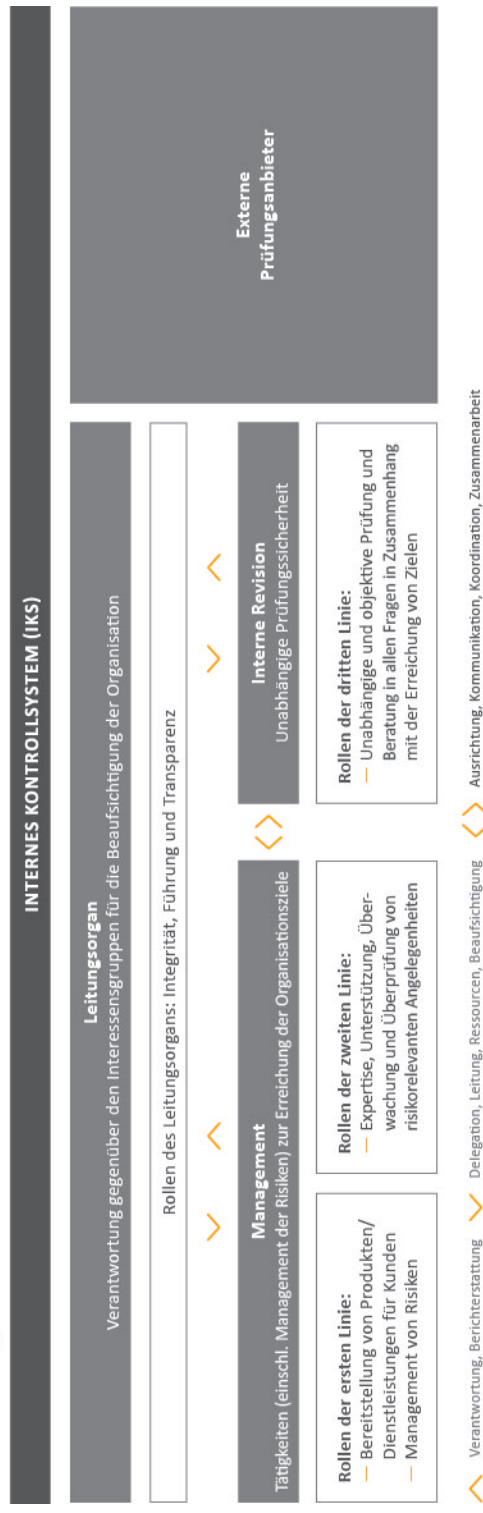 INTERNES KONTROLLSYSTEM (IKS)
Leitungsorgan
Verantwortung gegenüber den Interessensgruppen für die Beaufsichtigung der Organisation
Rollen des Leitungsorgans: Integrität, Führung und Transparenz
Management
Tätigkeiten (einschl. Management der Risiken) zur Erreichung der Organisationsziele
Rollen der ersten Linie:
— Bereitstellung von Produkten/
Dienstleistungen für Kunden
— Management von Risiken
Rollen der zweiten Linie:
— Expertise, Unterstützung, Über-
wachung und Überprüfung von
risikorelevanten Angelegenheiten
Interne Revision
Unabhängige Prüfungssicherheit
Rollen der dritten Linie:
— Unabhängige und objektive Prüfung und
Beratung in allen Fragen in Zusammenhang
mit der Erreichung von Zielen
Externe
Prüfungsanbieter
Verantwortung, Berichterstattung
Delegation, Leitung, Ressourcen, Beaufsichtigung
Ausrichtung, Kommunikation, Koordination, Zusammenarbeit